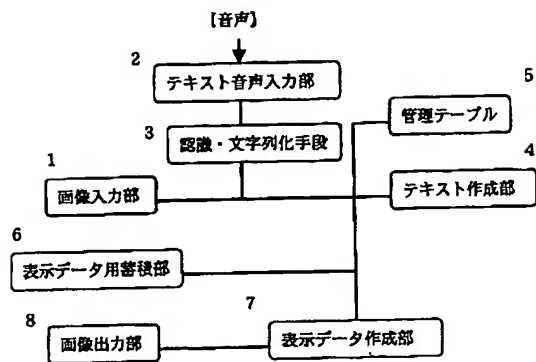 【音声】
2
テキスト音声入力部
5
管理テーブル
3
認識・文字列化手段
1
画像入力部
4
テキスト作成部
6
表示データ用蓄積部
7
表示データ作成部
8
画像出力部